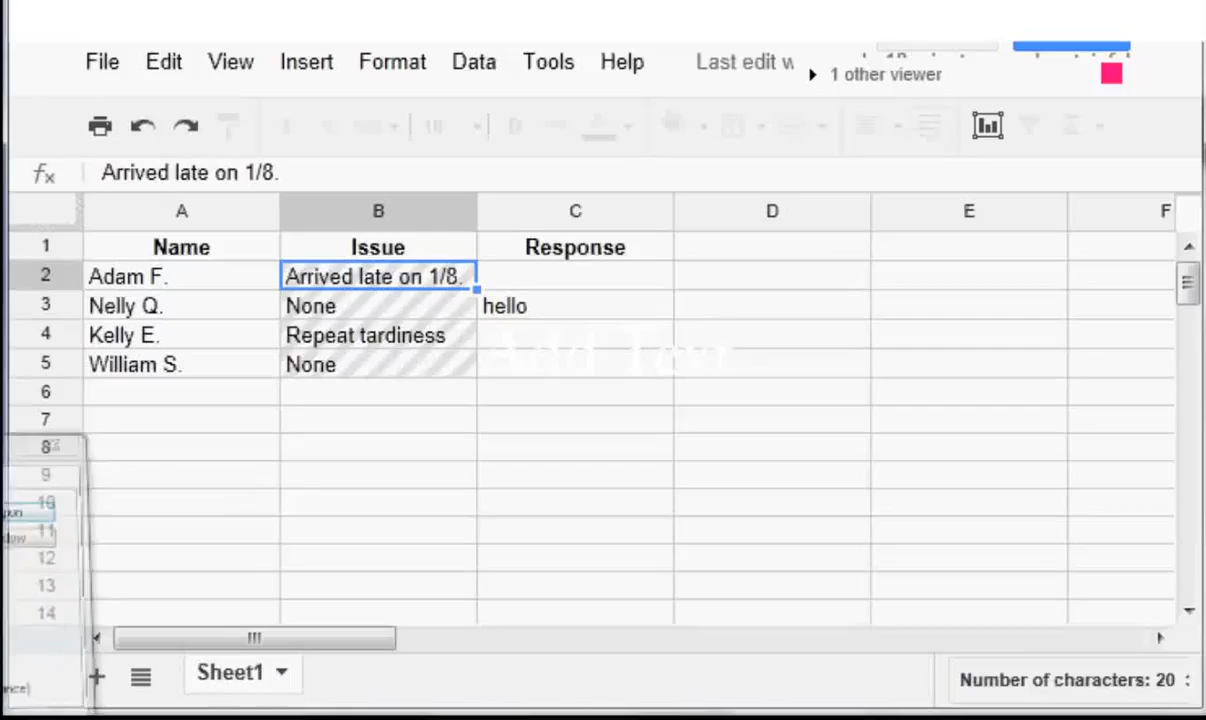 File Edit View Insert Format Data Tools Help Last edit w
1 other viewer
fx Arrived late on 1/8.
A B C D E F
1 Name Issue Response
2 Adam F. Arrived late on 1/8.
3 Nelly Q. None hello
4 Kelly E. Repeat tardiness
Add Text
5 William S. None
6
7
8
9
10
11
12
13
14
Sheet1
Number of characters: 20 :